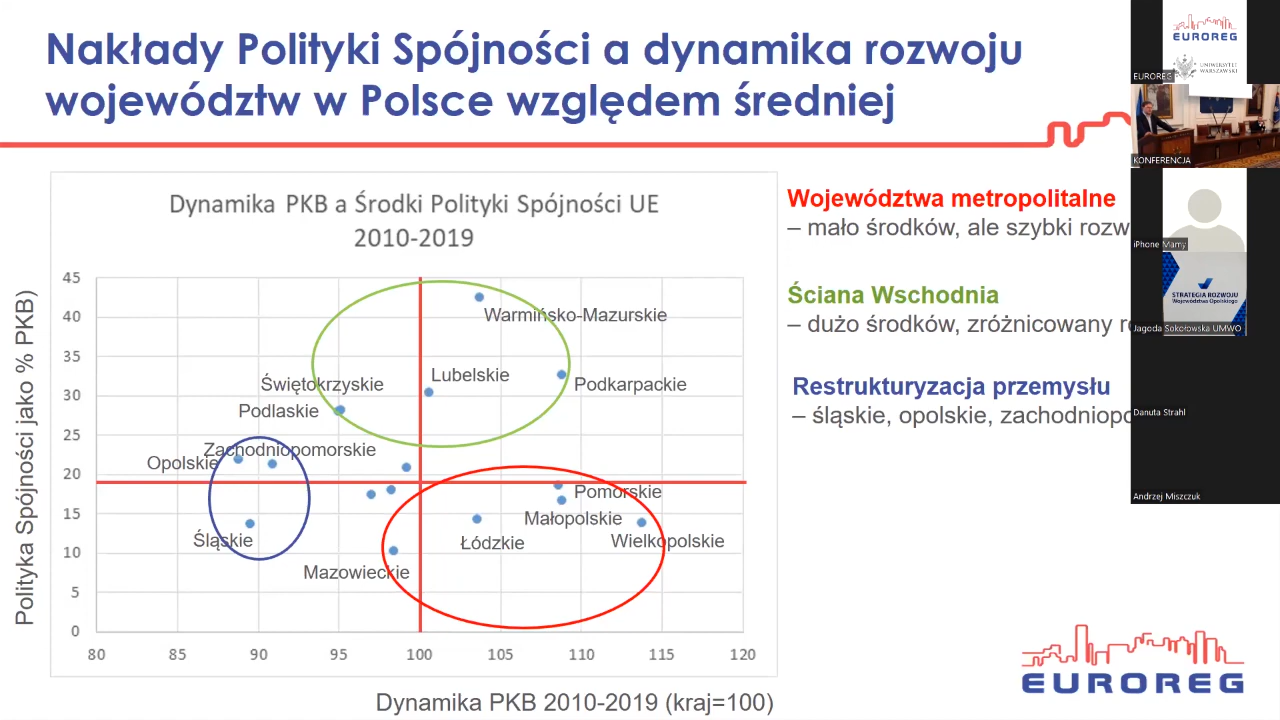 Nakłady Polityki Spójności a dynamika rozwoju
województw w Polsce względem średniej
Dynamika PKB a Środki Polityki Spójności UE
2010-2019
Polityka Spójności jako % PKB)
45
40
35
30
25
20
15
10
5
0
80 85 90 95 100 105 110 115 120
Warmińsko-Mazurskie
Lubelskie
Świętokrzyskie
Podkarpackie
Podlaskie
Zachodniopomorskie
Opolskie
Pomorskie
Małopolskie
Śląskie
Łódzkie
Wielkopolskie
Mazowieckie
Dynamika PKB 2010-2019 (kraj=100)
Województwa metropolitalne
– mało środków, ale szybki rozw
Ściana Wschodnia
– dużo środków, zróżnicowany ro
Restrukturyzacja przemysłu
– śląskie, opolskie, zachodniopo
EUROREG
EUROREG
UNIWERSYTET
WARSZAWSKI
EUROREG
KONFERENCJA
iPhone Mamy
STRATEGIA ROZWOJU
Województwa Opolskiego
Jagoda Sokołowska UMWO
Danuta Strahl
Andrzej Miszczuk